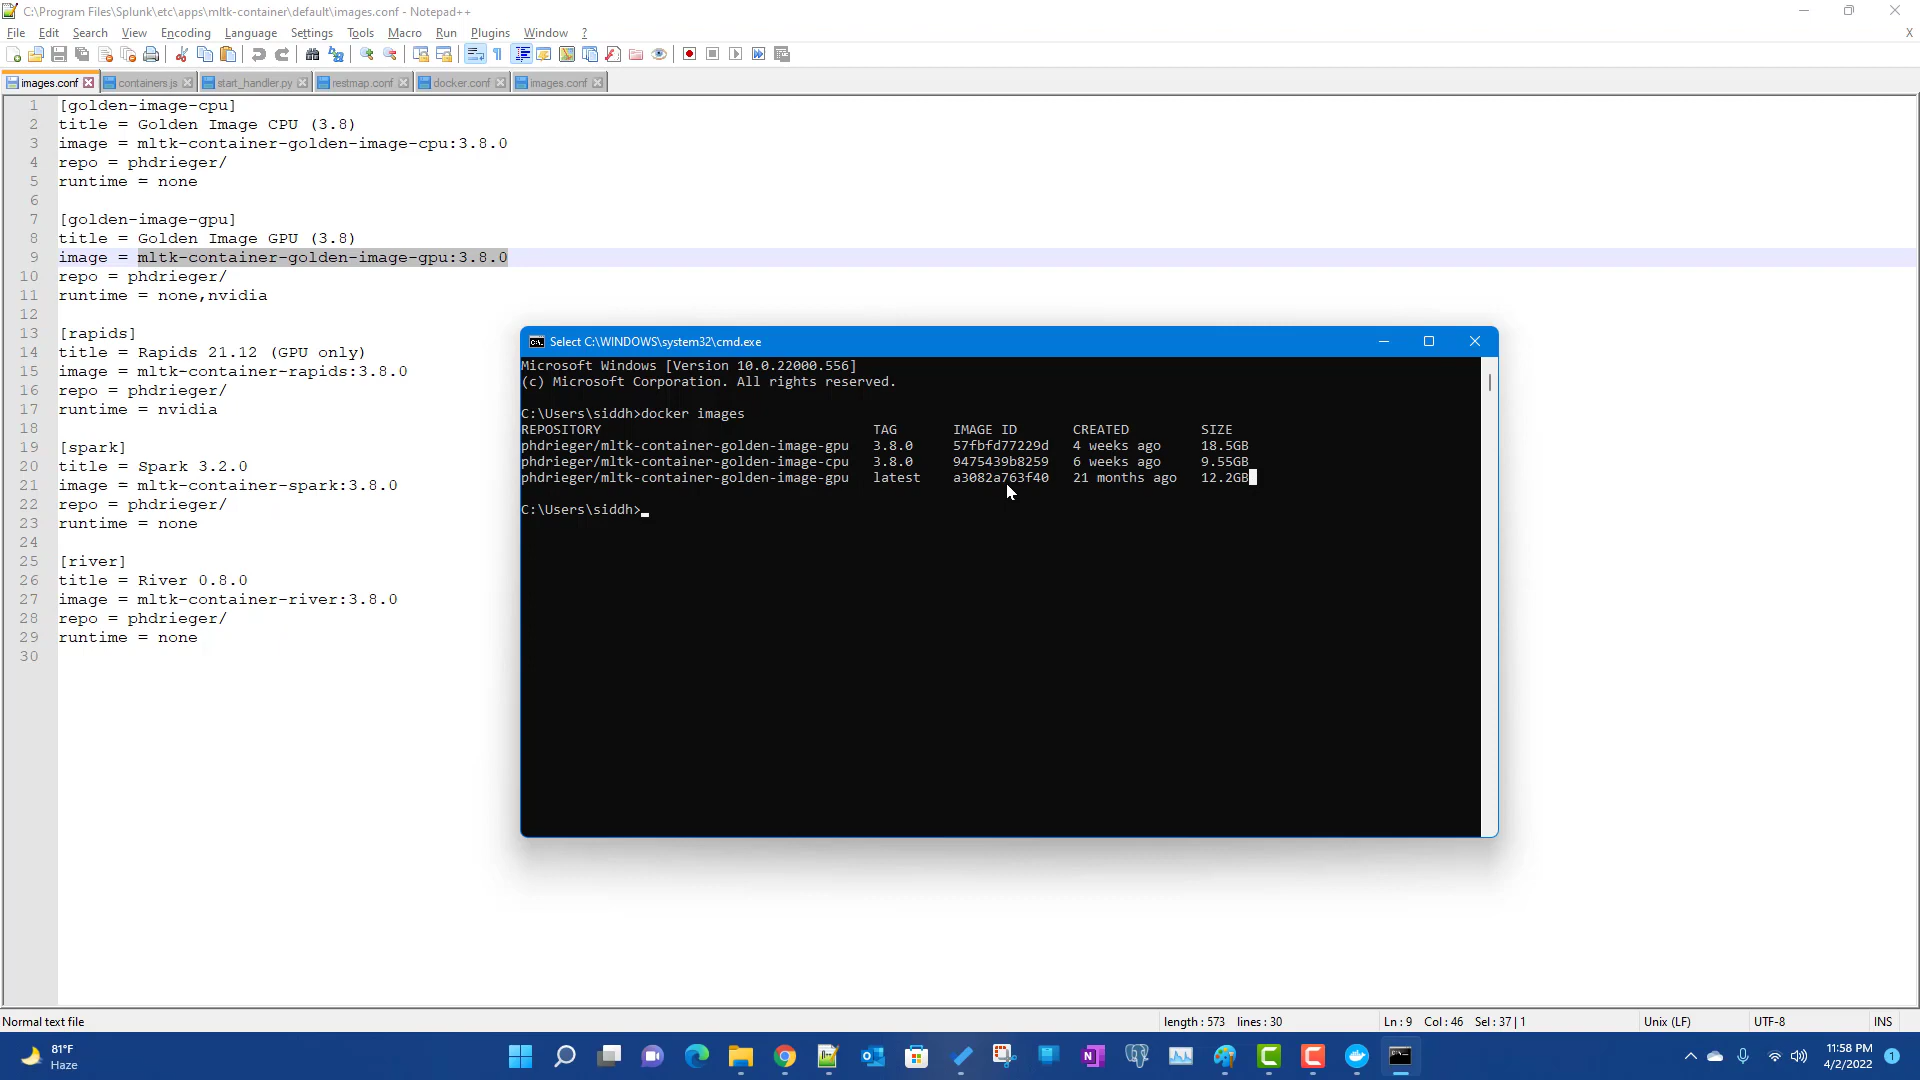 C:\Program Files\Splunk\etc\apps\mltk-container\default\images.conf - Notepad++
File Edit Search View Encoding Language Settings Tools Macro Run Plugins Window ? X
images.conf containers.js start_handler.py restmap.conf docker.conf images.conf
1 [golden-image-cpu]
2 title = Golden Image CPU (3.8)
3 image = mltk-container-golden-image-cpu:3.8.0
4 repo = phdrieger/
5 runtime = none
6
7 [golden-image-gpu]
8 title = Golden Image GPU (3.8)
9 image = mltk-container-golden-image-gpu:3.8.0
10 repo = phdrieger/
11 runtime = none,nvidia
12
13 [rapids]
14 title = Rapids 21.12 (GPU only)
15 image = mltk-container-rapids:3.8.0
16 repo = phdrieger/
17 runtime = nvidia
18
19 [spark]
20 title = Spark 3.2.0
21 image = mltk-container-spark:3.8.0
22 repo = phdrieger/
23 runtime = none
24
25 [river]
26 title = River 0.8.0
27 image = mltk-container-river:3.8.0
28 repo = phdrieger/
29 runtime = none
30
Select C:\WINDOWS\system32\cmd.exe
Microsoft Windows [Version 10.0.22000.556]
(c) Microsoft Corporation. All rights reserved.
C:\Users\siddh>docker images
REPOSITORY TAG IMAGE ID CREATED SIZE
phdrieger/mltk-container-golden-image-gpu 3.8.0 57fbfd77229d 4 weeks ago 18.5GB
phdrieger/mltk-container-golden-image-cpu 3.8.0 9475439b8259 6 weeks ago 9.55GB
phdrieger/mltk-container-golden-image-gpu latest a3082a763f40 21 months ago 12.2GB
C:\Users\siddh>
Normal text file length : 573 lines : 30 Ln : 9 Col : 46 Sel : 37 | 1 Unix (LF) UTF-8 INS
81°F
Haze
11:58 PM
4/2/2022
1